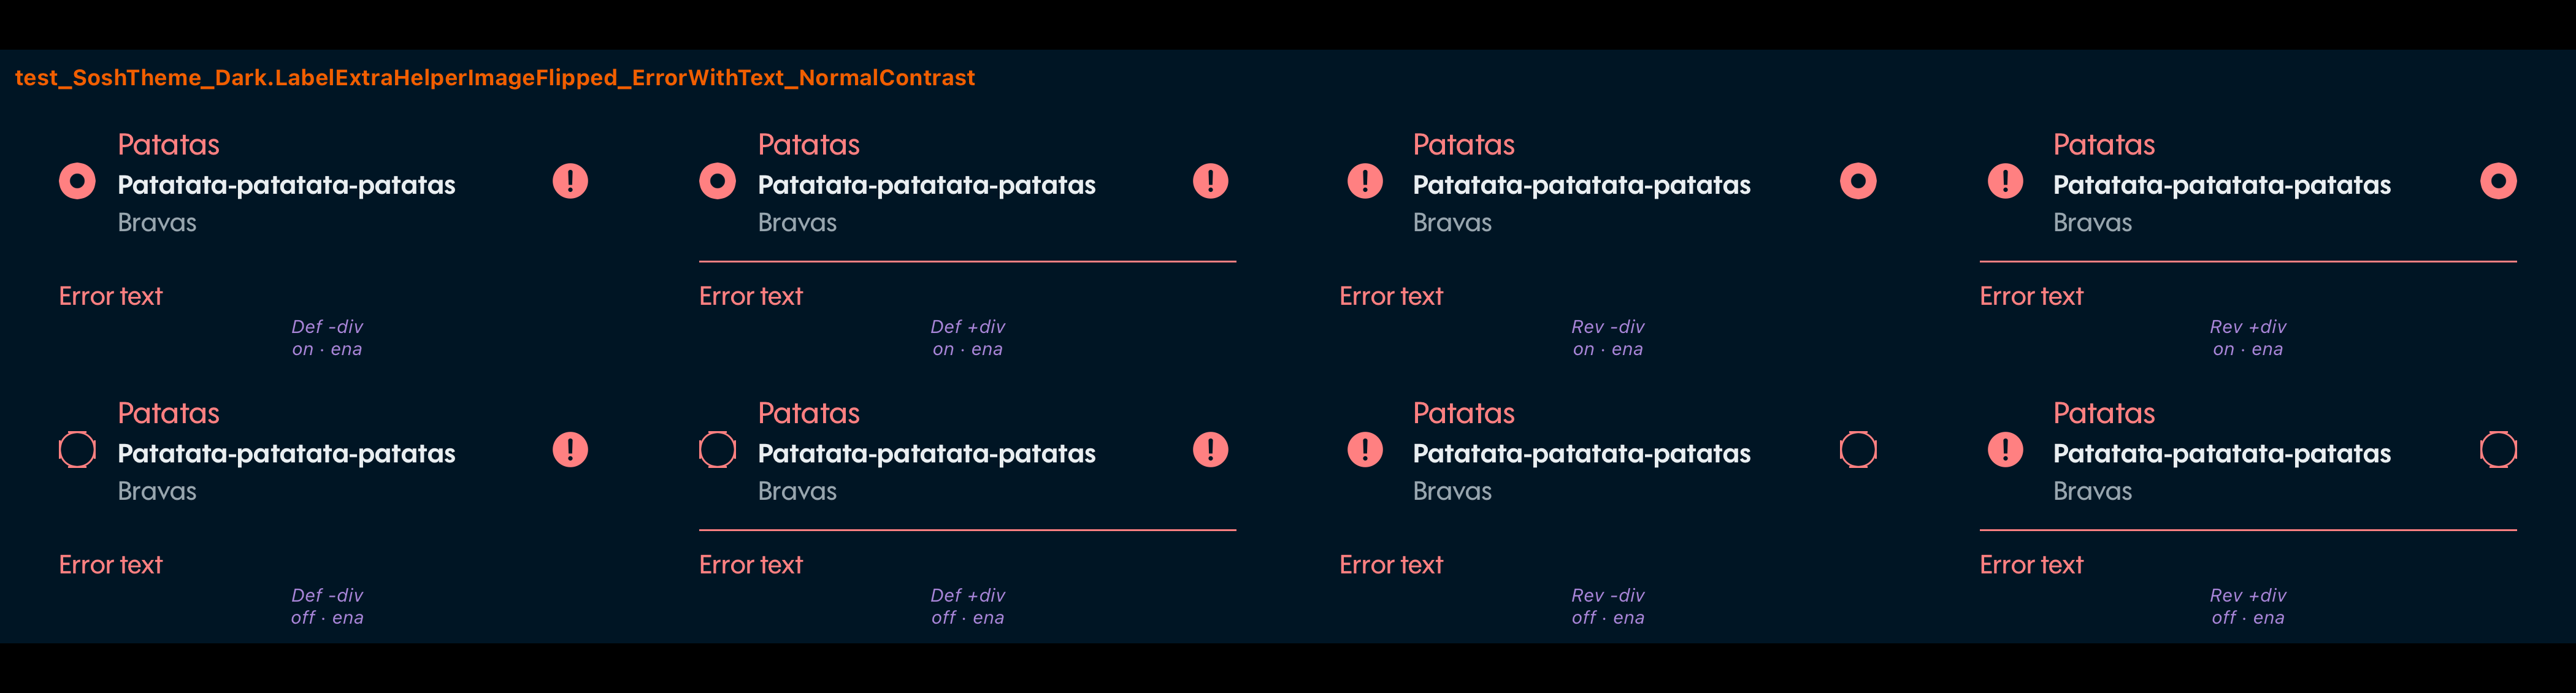 test_SoshTheme_Dark.LabelExtraHelperImageFlipped_ErrorWithText_NormalContrast
Patatas
Patatata-patatata-patatas
Bravas
Error text
Def -div
on · ena
Patatas
Patatata-patatata-patatas
Bravas
Error text
Def +div
on · ena
Patatas
Patatata-patatata-patatas
Bravas
Error text
Rev -div
on · ena
Patatas
Patatata-patatata-patatas
Bravas
Error text
Rev +div
on · ena
Patatas
Patatata-patatata-patatas
Bravas
Error text
Def -div
off · ena
Patatas
Patatata-patatata-patatas
Bravas
Error text
Def +div
off · ena
Patatas
Patatata-patatata-patatas
Bravas
Error text
Rev -div
off · ena
Patatas
Patatata-patatata-patatas
Bravas
Error text
Rev +div
off · ena